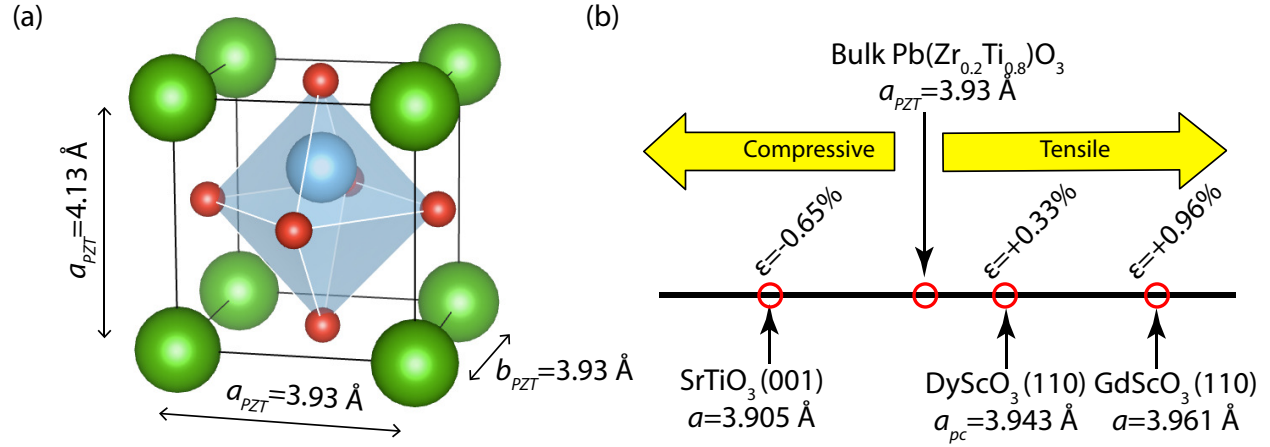 (a)
a_PZT=4.13 Å
a_PZT=3.93 Å
b_PZT=3.93 Å
(b)
Bulk Pb(Zr₀.₂Ti₀.₈)O₃
a_PZT=3.93 Å
Compressive
Tensile
ε=-0.65%
ε=+0.33%
ε=+0.96%
SrTiO₃(001)
a=3.905 Å
DyScO₃(110)
a_pc=3.943 Å
GdScO₃(110)
a=3.961 Å